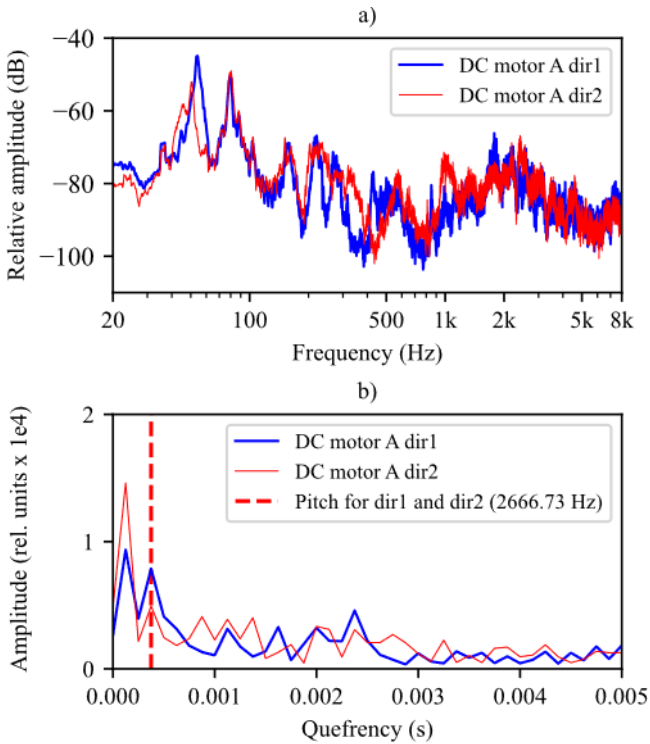 a)
−40
−60
−80
−100
Relative amplitude (dB)
DC motor A dir1
DC motor A dir2
20
100
500
1k
2k
5k
8k
Frequency (Hz)
b)
2
1
0
Amplitude (rel. units x 1e4)
DC motor A dir1
DC motor A dir2
Pitch for dir1 and dir2 (2666.73 Hz)
0.000
0.001
0.002
0.003
0.004
0.005
Quefrency (s)